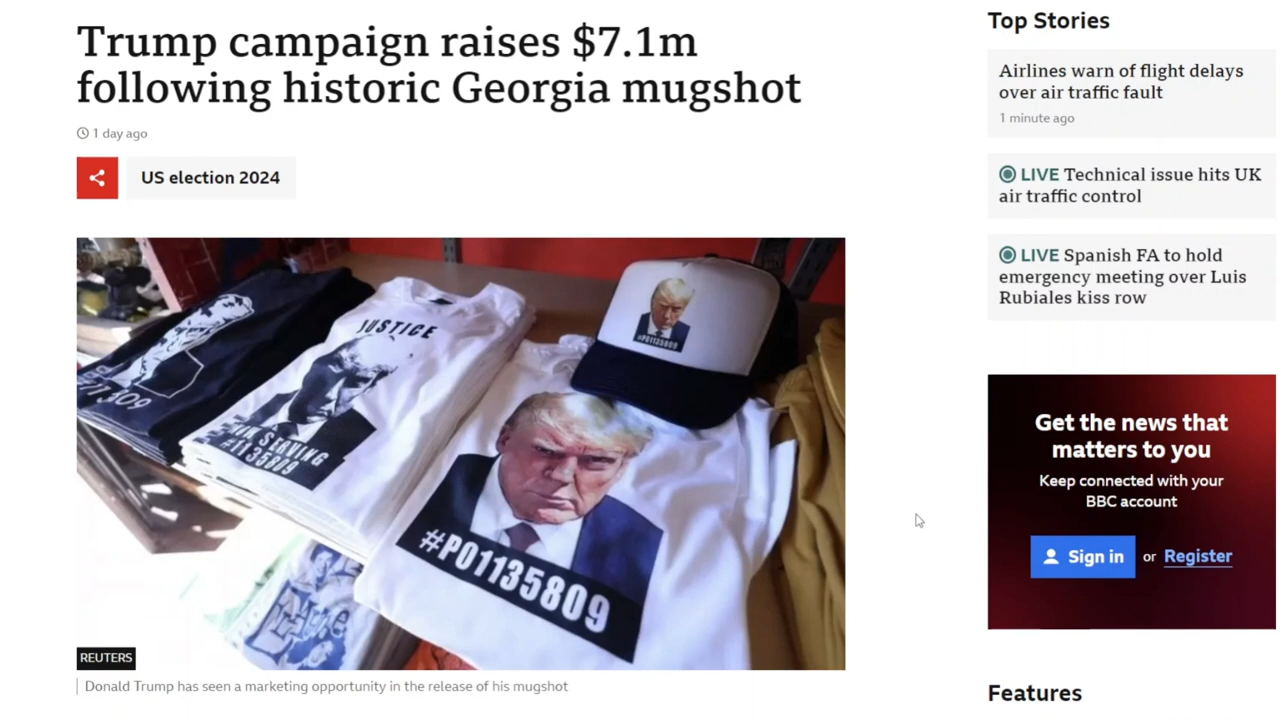 Trump campaign raises $7.1m
following historic Georgia mugshot
1 day ago
US election 2024
JUSTICE
#1135809
#P01135809
#P01135809
REUTERS
Donald Trump has seen a marketing opportunity in the release of his mugshot
Top Stories
Airlines warn of flight delays
over air traffic fault
1 minute ago
LIVE Technical issue hits UK
air traffic control
LIVE Spanish FA to hold
emergency meeting over Luis
Rubiales kiss row
Get the news that
matters to you
Keep connected with your
BBC account
Sign in or Register
Features